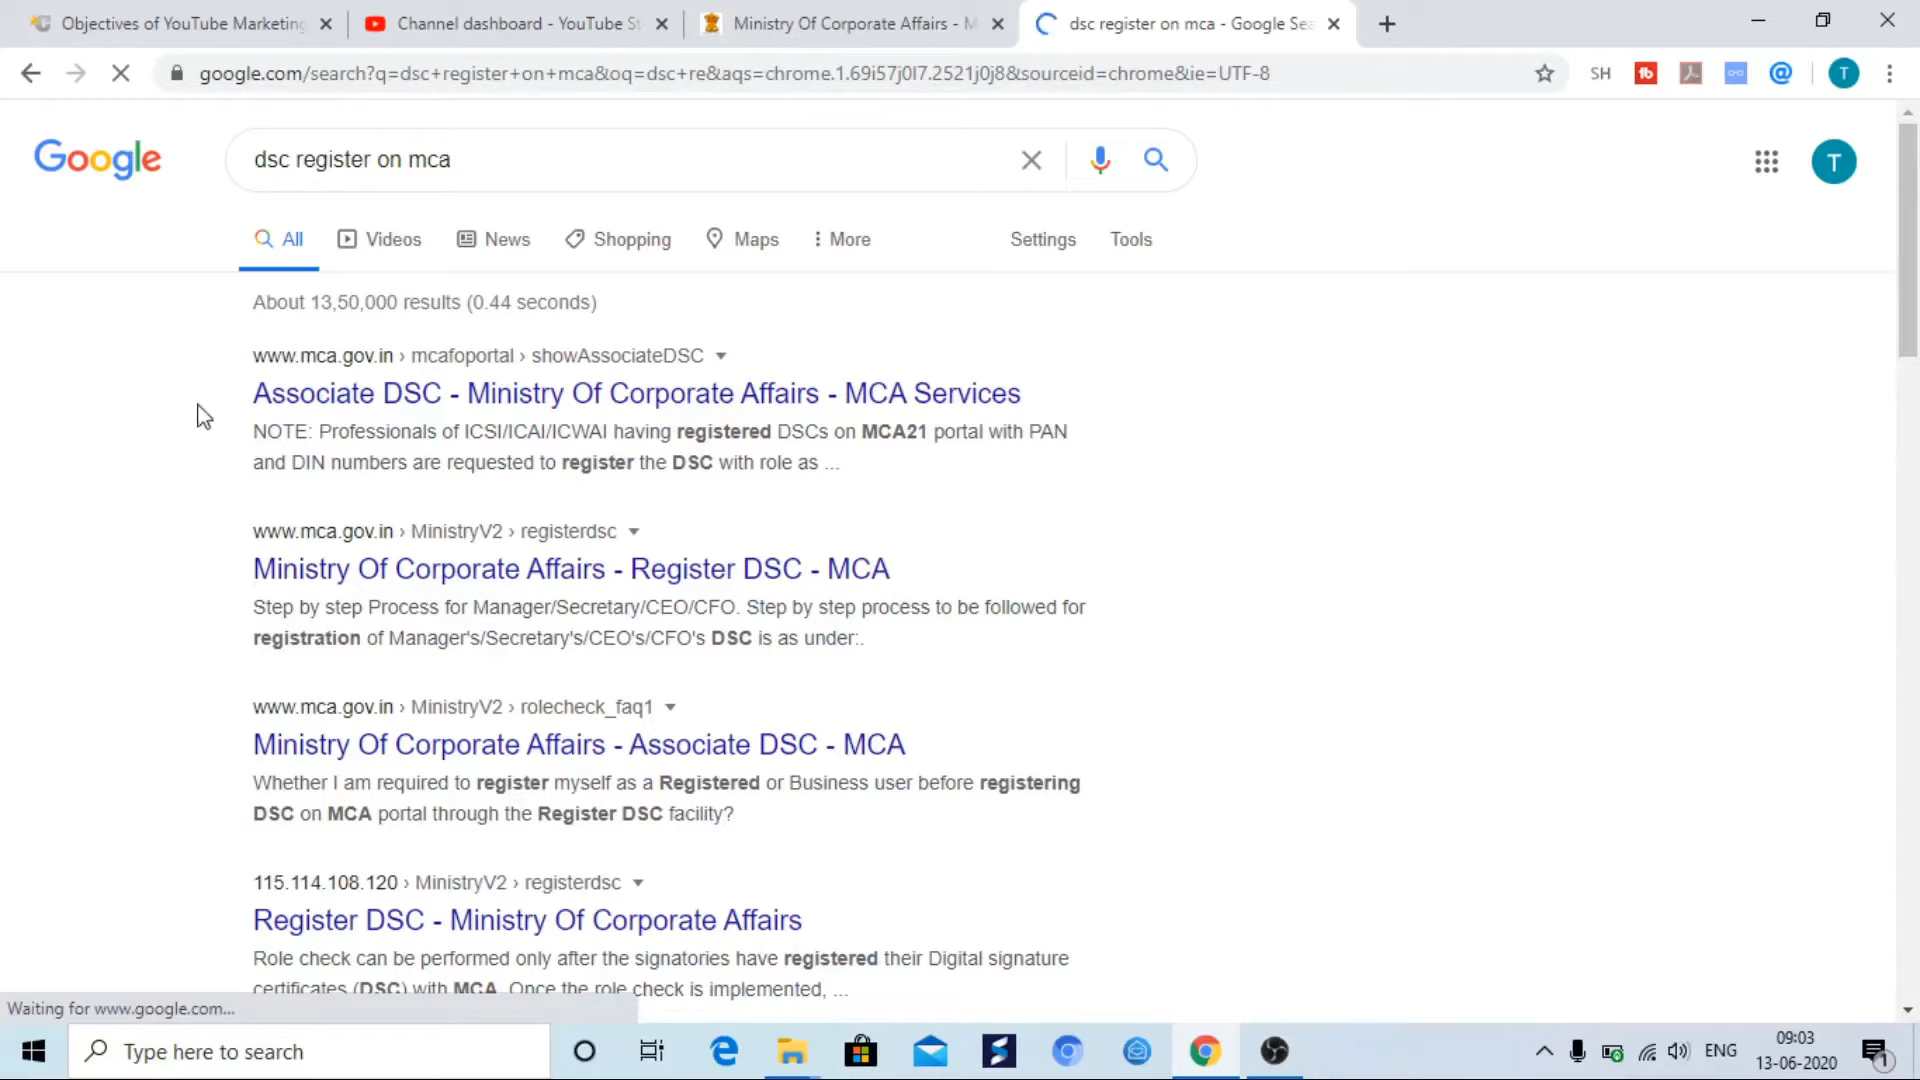 Objectives of YouTube Marketing
Channel dashboard - YouTube St
Ministry Of Corporate Affairs - M
dsc register on mca - Google Sea
google.com/search?q=dsc+register+on+mca&oq=dsc+re&aqs=chrome.1.69i57j0l7.2521j0j8&sourceid=chrome&ie=UTF-8
SH
T
Google
dsc register on mca
T
All
Videos
News
Shopping
Maps
More
Settings
Tools
About 13,50,000 results (0.44 seconds)
www.mca.gov.in › mcafoportal › showAssociateDSC
Associate DSC - Ministry Of Corporate Affairs - MCA Services
NOTE: Professionals of ICSI/ICAI/ICWAI having registered DSCs on MCA21 portal with PAN
and DIN numbers are requested to register the DSC with role as ...
www.mca.gov.in › MinistryV2 › registerdsc
Ministry Of Corporate Affairs - Register DSC - MCA
Step by step Process for Manager/Secretary/CEO/CFO. Step by step process to be followed for
registration of Manager's/Secretary's/CEO's/CFO's DSC is as under:.
www.mca.gov.in › MinistryV2 › rolecheck_faq1
Ministry Of Corporate Affairs - Associate DSC - MCA
Whether I am required to register myself as a Registered or Business user before registering
DSC on MCA portal through the Register DSC facility?
115.114.108.120 › MinistryV2 › registerdsc
Register DSC - Ministry Of Corporate Affairs
Role check can be performed only after the signatories have registered their Digital signature
certificates (DSC) with MCA. Once the role check is implemented, ...
Waiting for www.google.com...
Type here to search
ENG
09:03
13-06-2020
1